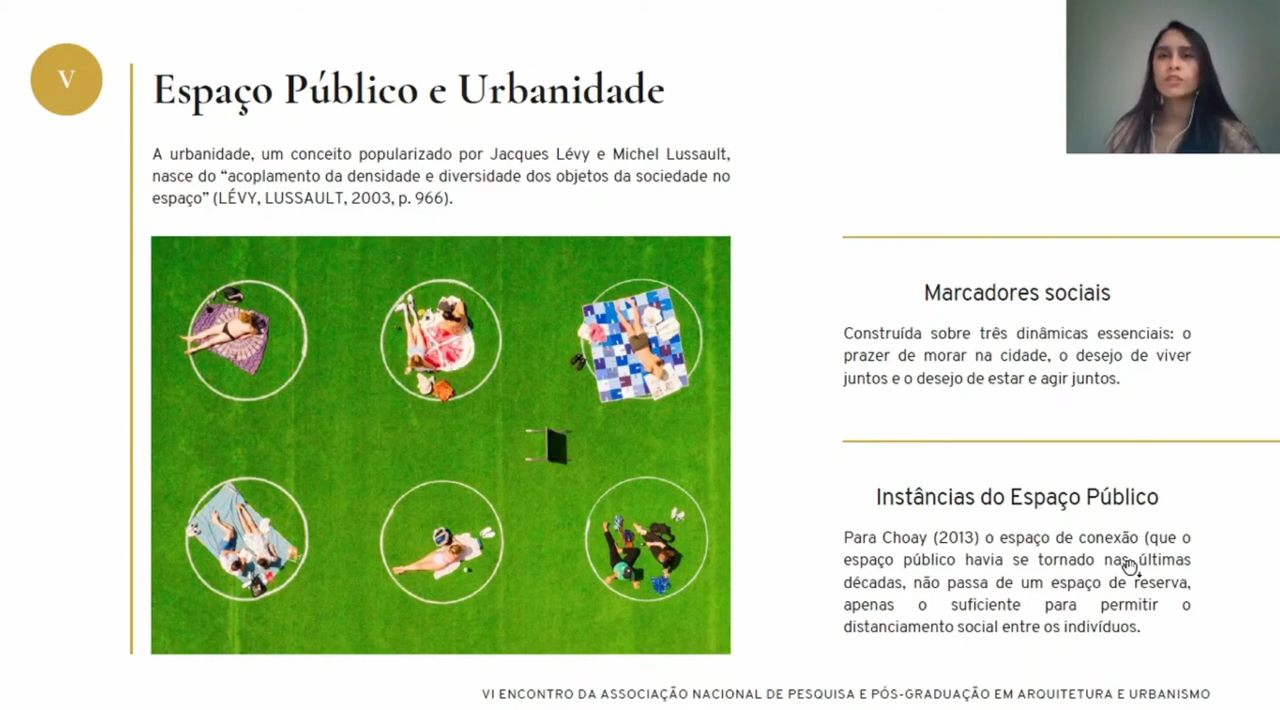 V
Espaço Público e Urbanidade
A urbanidade, um conceito popularizado por Jacques Lévy e Michel Lussault,
nasce do “acoplamento da densidade e diversidade dos objetos da sociedade no
espaço” (LÉVY, LUSSAULT, 2003, p. 966).
Marcadores sociais
Construída sobre três dinâmicas essenciais: o
prazer de morar na cidade, o desejo de viver
juntos e o desejo de estar e agir juntos.
Instâncias do Espaço Público
Para Choay (2013) o espaço de conexão (que o
espaço público havia se tornado nas últimas
décadas, não passa de um espaço de reserva,
apenas o suficiente para permitir o
distanciamento social entre os indivíduos.
VI ENCONTRO DA ASSOCIAÇÃO NACIONAL DE PESQUISA E PÓS-GRADUAÇÃO EM ARQUITETURA E URBANISMO